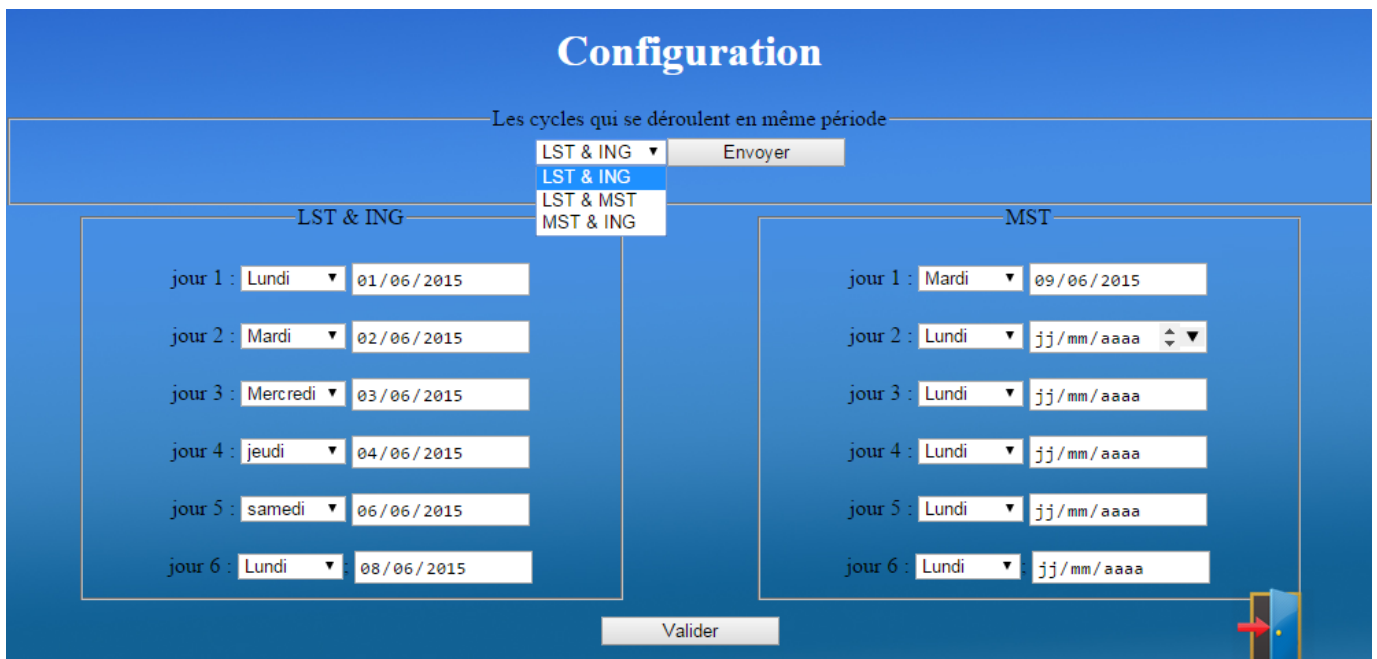 Configuration
Les cycles qui se déroulent en même période
LST & ING Envoyer
LST & ING
LST & MST
MST & ING
LST & ING
jour 1 : Lundi 01/06/2015
jour 2 : Mardi 02/06/2015
jour 3 : Mercredi 03/06/2015
jour 4 : jeudi 04/06/2015
jour 5 : samedi 06/06/2015
jour 6 : Lundi : 08/06/2015
MST
jour 1 : Mardi 09/06/2015
jour 2 : Lundi jj/mm/aaaa
jour 3 : Lundi jj/mm/aaaa
jour 4 : Lundi jj/mm/aaaa
jour 5 : Lundi jj/mm/aaaa
jour 6 : Lundi : jj/mm/aaaa
Valider